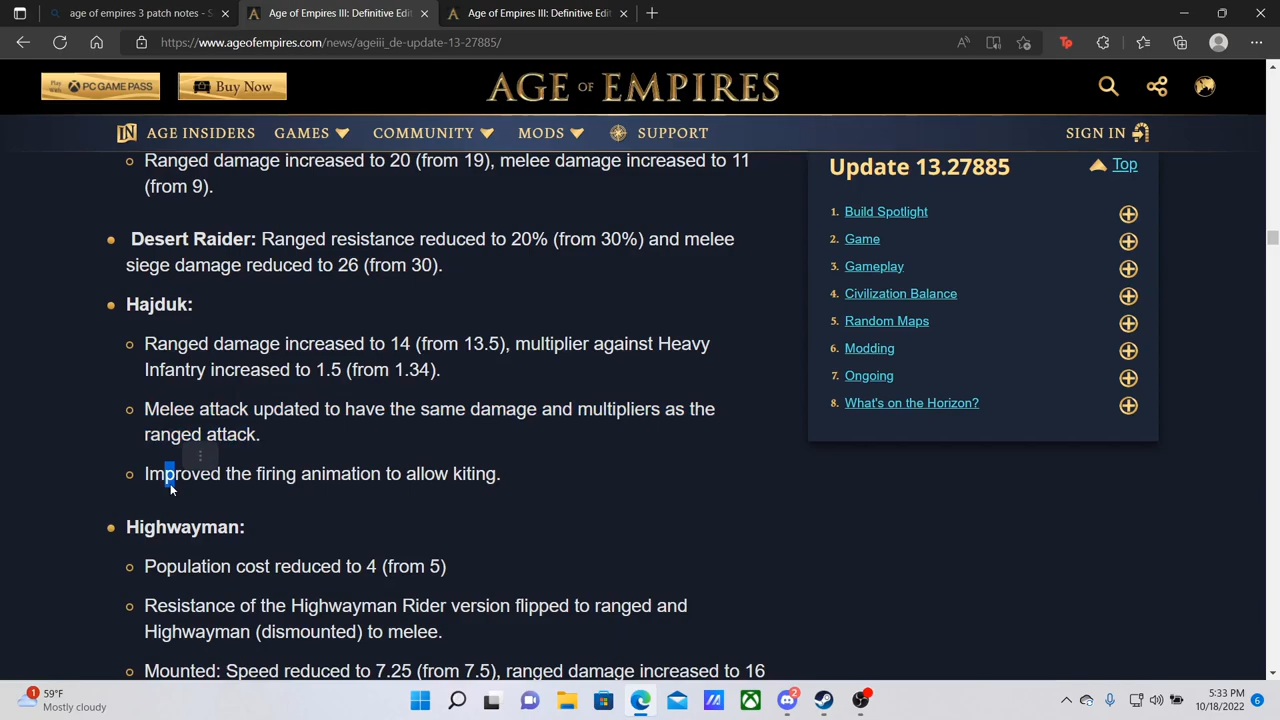 age of empires 3 patch notes - S
Age of Empires III: Definitive Edit
Age of Empires III: Definitive Edit
https://www.ageofempires.com/news/ageiii_de-update-13-27885/
PC GAME PASS
Buy Now
AGE OF EMPIRES
AGE INSIDERS GAMES COMMUNITY MODS SUPPORT SIGN IN
Ranged damage increased to 20 (from 19), melee damage increased to 11
(from 9).
Desert Raider: Ranged resistance reduced to 20% (from 30%) and melee
siege damage reduced to 26 (from 30).
Hajduk:
Ranged damage increased to 14 (from 13.5), multiplier against Heavy
Infantry increased to 1.5 (from 1.34).
Melee attack updated to have the same damage and multipliers as the
ranged attack.
Improved the firing animation to allow kiting.
Highwayman:
Population cost reduced to 4 (from 5)
Resistance of the Highwayman Rider version flipped to ranged and
Highwayman (dismounted) to melee.
Mounted: Speed reduced to 7.25 (from 7.5), ranged damage increased to 16
Update 13.27885
Top
1. Build Spotlight
2. Game
3. Gameplay
4. Civilization Balance
5. Random Maps
6. Modding
7. Ongoing
8. What's on the Horizon?
1
59°F
Mostly cloudy
2
5:33 PM
10/18/2022
6